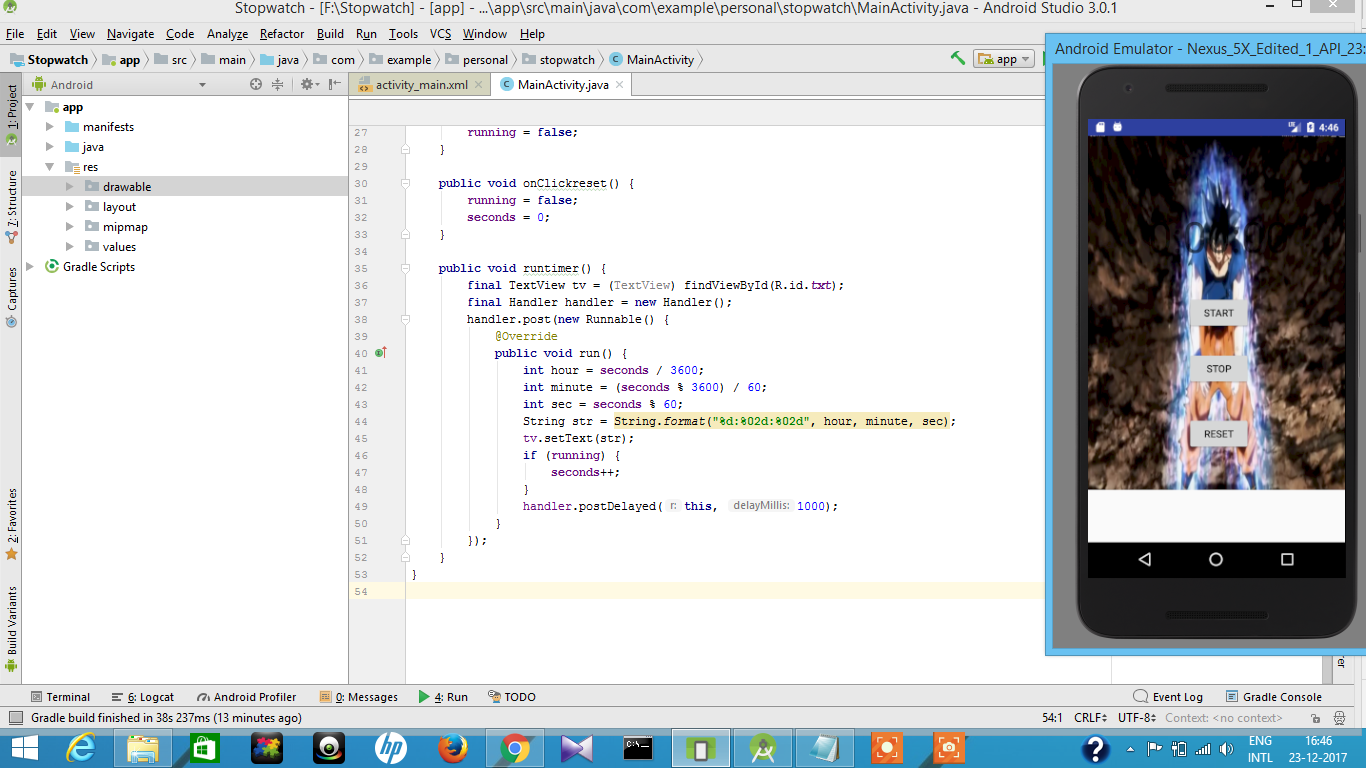 Stopwatch - [F:\Stopwatch] - [app] - ...\app\src\main\java\com\example\personal\stopwatch\MainActivity.java - Android Studio 3.0.1
File Edit View Navigate Code Analyze Refactor Build Run Tools VCS Window Help
Stopwatch app src main java com example personal stopwatch MainActivity
app
Android
activity_main.xml
MainActivity.java
1: Project
7: Structure
Captures
2: Favorites
Build Variants
app
manifests
java
res
drawable
layout
mipmap
values
Gradle Scripts
27 running = false;
28 }
29
30 public void onClickreset() {
31 running = false;
32 seconds = 0;
33 }
34
35 public void runtimer() {
36 final TextView tv = (TextView) findViewById(R.id.txt);
37 final Handler handler = new Handler();
38 handler.post(new Runnable() {
39 @Override
40 public void run() {
41 int hour = seconds / 3600;
42 int minute = (seconds % 3600) / 60;
43 int sec = seconds % 60;
44 String str = String.format("%d:%02d:%02d", hour, minute, sec);
45 tv.setText(str);
46 if (running) {
47 seconds++;
48 }
49 handler.postDelayed( r: this, delayMillis: 1000);
50 }
51 });
52 }
53 }
54
Android Emulator - Nexus_5X_Edited_1_API_23:
4:46
START
STOP
RESET
Terminal 6: Logcat Android Profiler 0: Messages 4: Run TODO Event Log Gradle Console
Gradle build finished in 38s 237ms (13 minutes ago) 54:1 CRLF UTF-8 Context: <no context>
hp
C:\_
ENG 16:46
INTL 23-12-2017